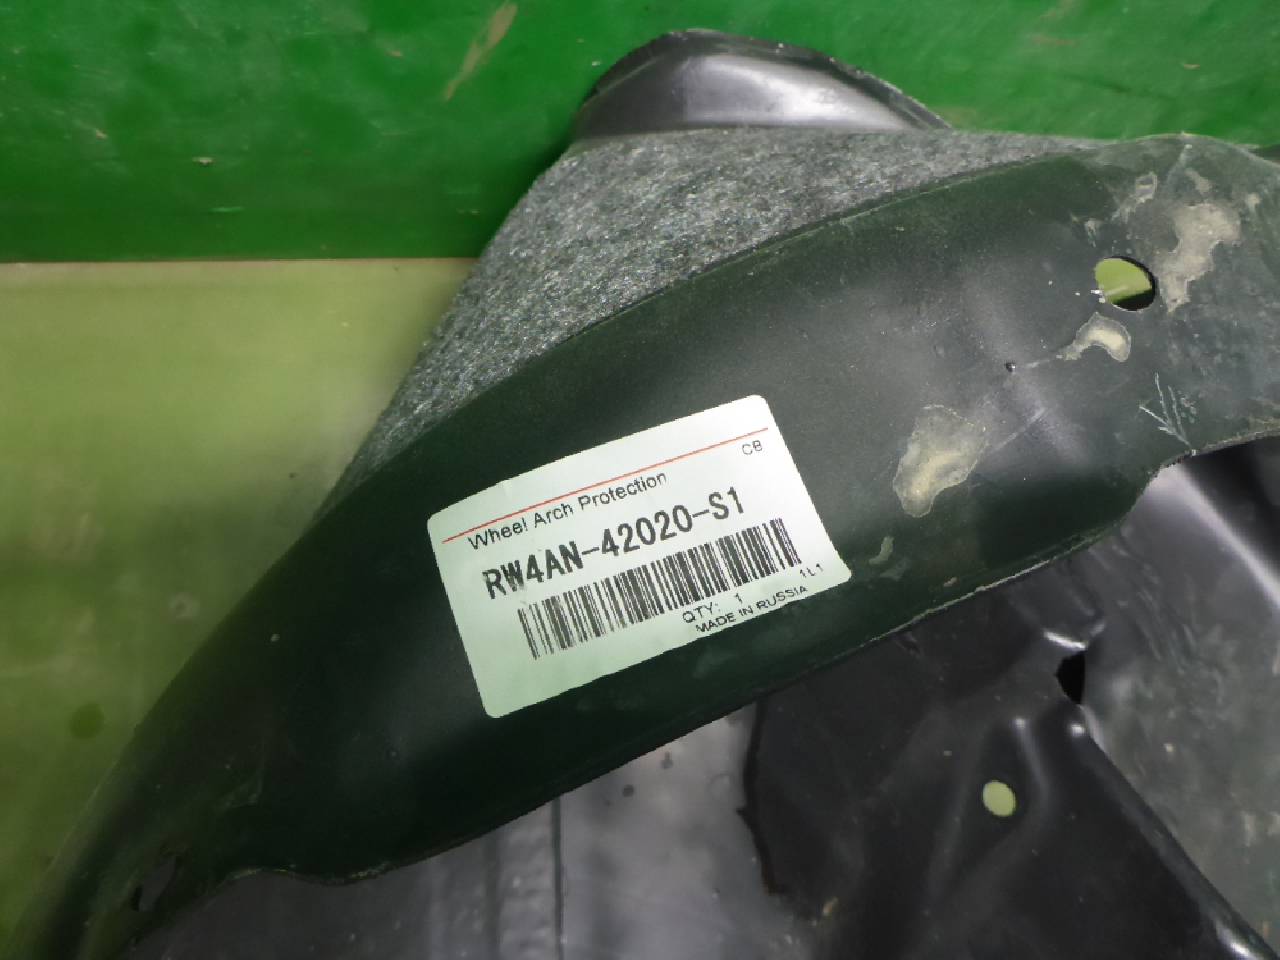 CB
Wheel Arch Protection
RW4AN-42020-S1
QTY: 1
1L1
MADE IN RUSSIA